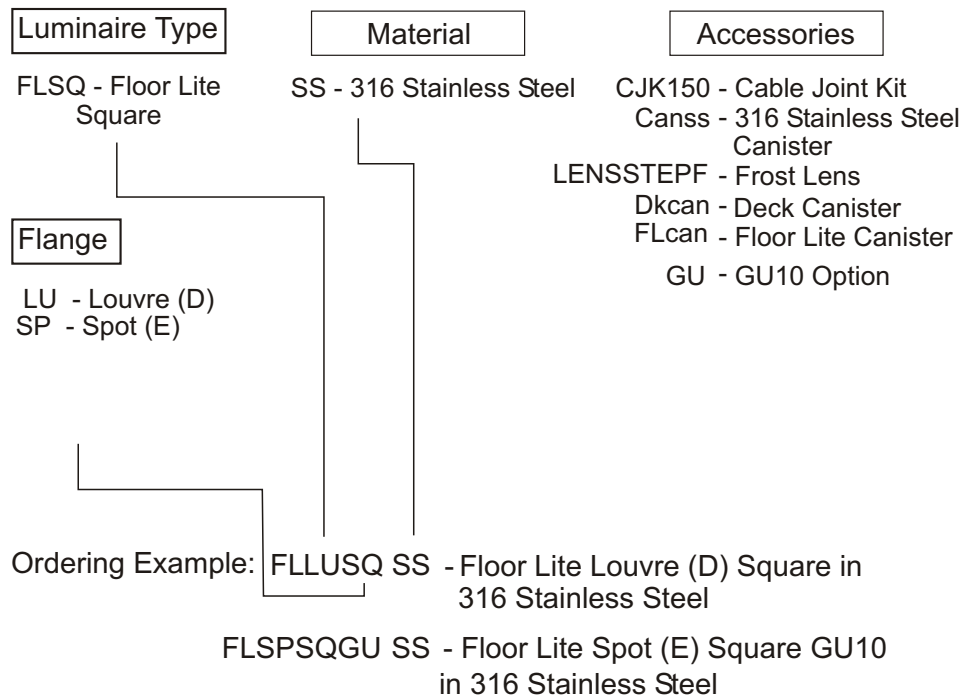 Luminaire Type
FLSQ - Floor Lite
Square
Flange
LU - Louvre (D)
SP - Spot (E)
Material
SS - 316 Stainless Steel
Accessories
CJK150 - Cable Joint Kit
Canss - 316 Stainless Steel
Canister
LENSSTEPF - Frost Lens
Dkcan - Deck Canister
FLcan - Floor Lite Canister
GU - GU10 Option
Ordering Example: FLLUSQ SS - Floor Lite Louvre (D) Square in
316 Stainless Steel
FLSPSQGU SS - Floor Lite Spot (E) Square GU10
in 316 Stainless Steel